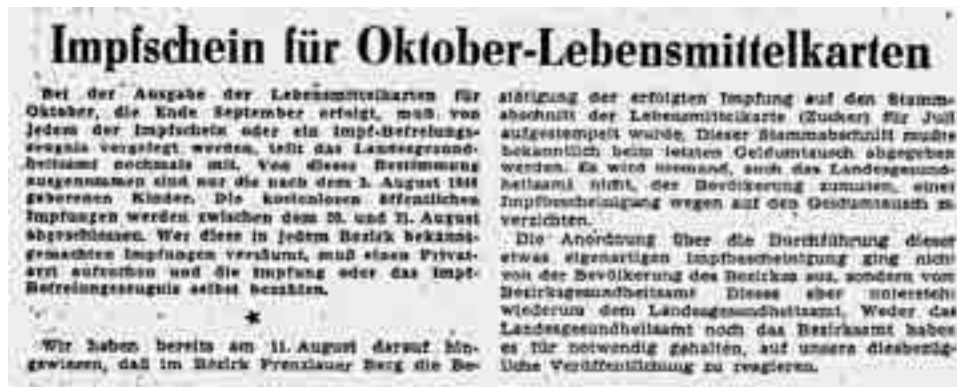 Impfschein für Oktober-Lebensmittelkarten
Bei der Ausgabe der Lebensmittelkarten für
Oktober, die Ende September erfolgt, muß von
jedem der Impfschein oder ein Impf-Befreiungs-
zeugnis vorgelegt werden, teilt das Landesgesund-
heitsamt nochmals mit. Von dieser Bestimmung
ausgenommen sind nur die nach dem August
geborenen Kinder. Die kostenlosen öffentlichen
Impfungen werden zwischen dem und 21. August
abgeschlossen. Wer diese in jedem Bezirk bekannt-
gemachten Impfungen versäumt, muß einen Privat-
arzt aufsuchen und die Impfung oder das Impf-
Befreiungszeugnis selbst bezahlen.
★
Wir haben bereits am 11. August darauf hin-
gewiesen, daß im Bezirk Prenzlauer Berg die Be-
stätigung der erfolgten Impfung auf den Stamm-
abschnitt der Lebensmittelkarte (Zucker) für Juli
aufgestempelt wurde. Dieser Stammabschnitt mußte
bekanntlich beim letzten Geldumtausch abgegeben
werden. Es wird niemand, auch das Landesgesund-
heitsamt nicht, der Bevölkerung zumuten, einer
Impfbescheinigung wegen auf den Geldumtausch zu
verzichten.
Die Anordnung über die Durchführung dieser
etwas eigenartigen Impfbescheinigung ging nicht
von der Bevölkerung des Bezirkes aus, sondern vom
Bezirksgesundheitsamt Dieses aber untersteht
wiederum dem Landesgesundheitsamt. Weder das
Landesgesundheitsamt noch das Bezirksamt haben
es für notwendig gehalten, auf unsere diesbezüg-
liche Veröffentlichung zu reagieren.